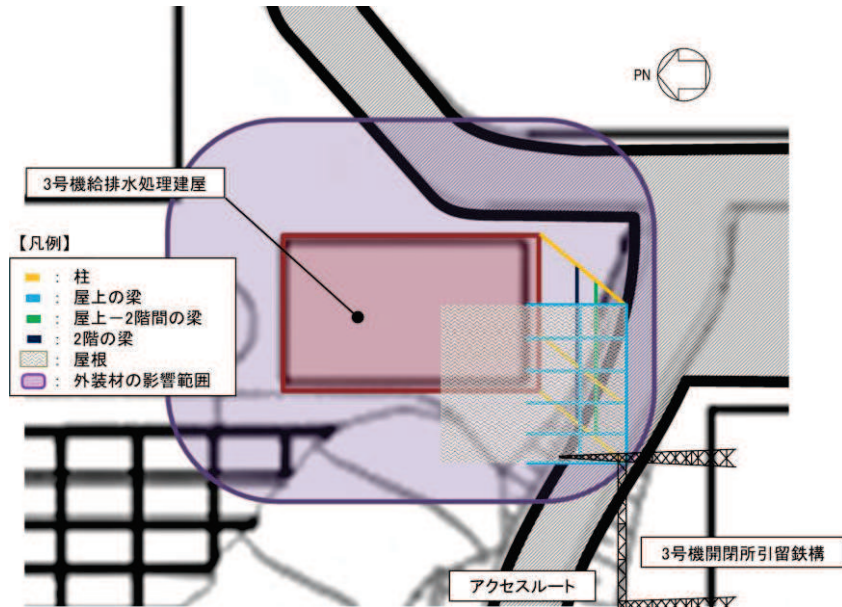 PN
3号機給排水処理建屋
【凡例】
: 柱
: 屋上の梁
: 屋上－2階間の梁
: 2階の梁
: 屋根
: 外装材の影響範囲
3号機開閉所引留鉄構
アクセスルート